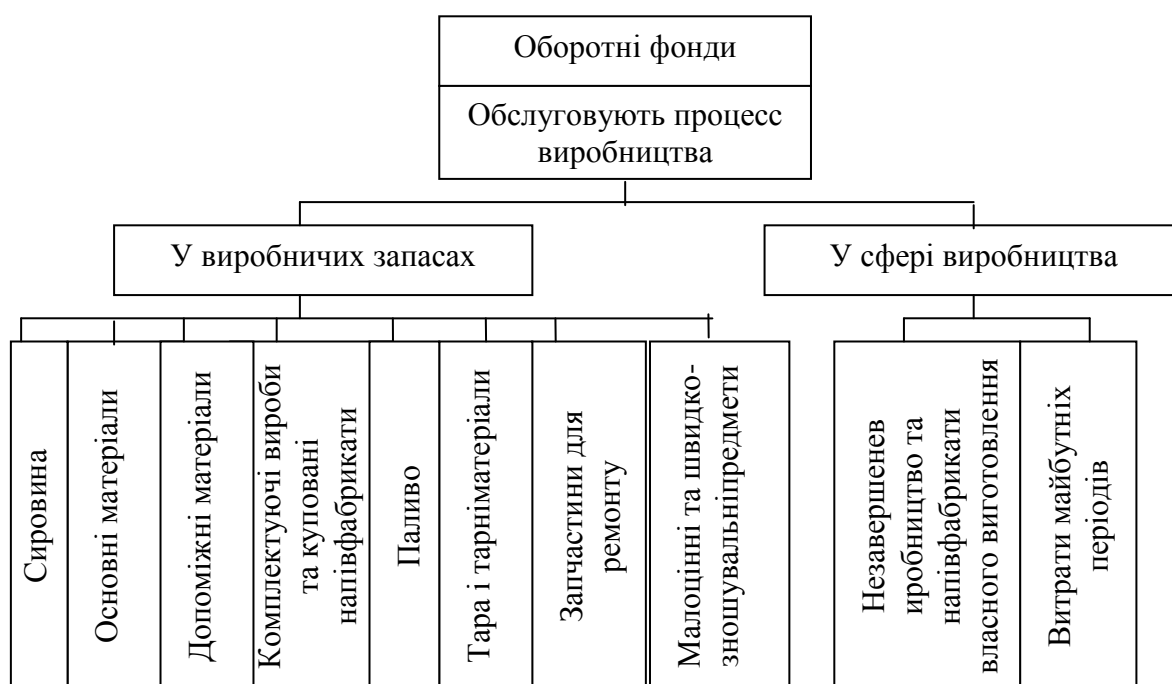 Оборотні фонди
Обслуговують процесс
виробництва
У виробничих запасах
У сфері виробництва
Сировина
Основні матеріали
Допоміжні матеріали
Комплектуючі вироби
та куповані
напівфабрикати
Паливо
Тара і тарніматеріали
Запчастини для
ремонту
Малоцінні та швидко-
зношувальніпредмети
Незавершенев
иробництво та
напівфабрикати
власного виготовлення
Витрати майбутніх
періодів